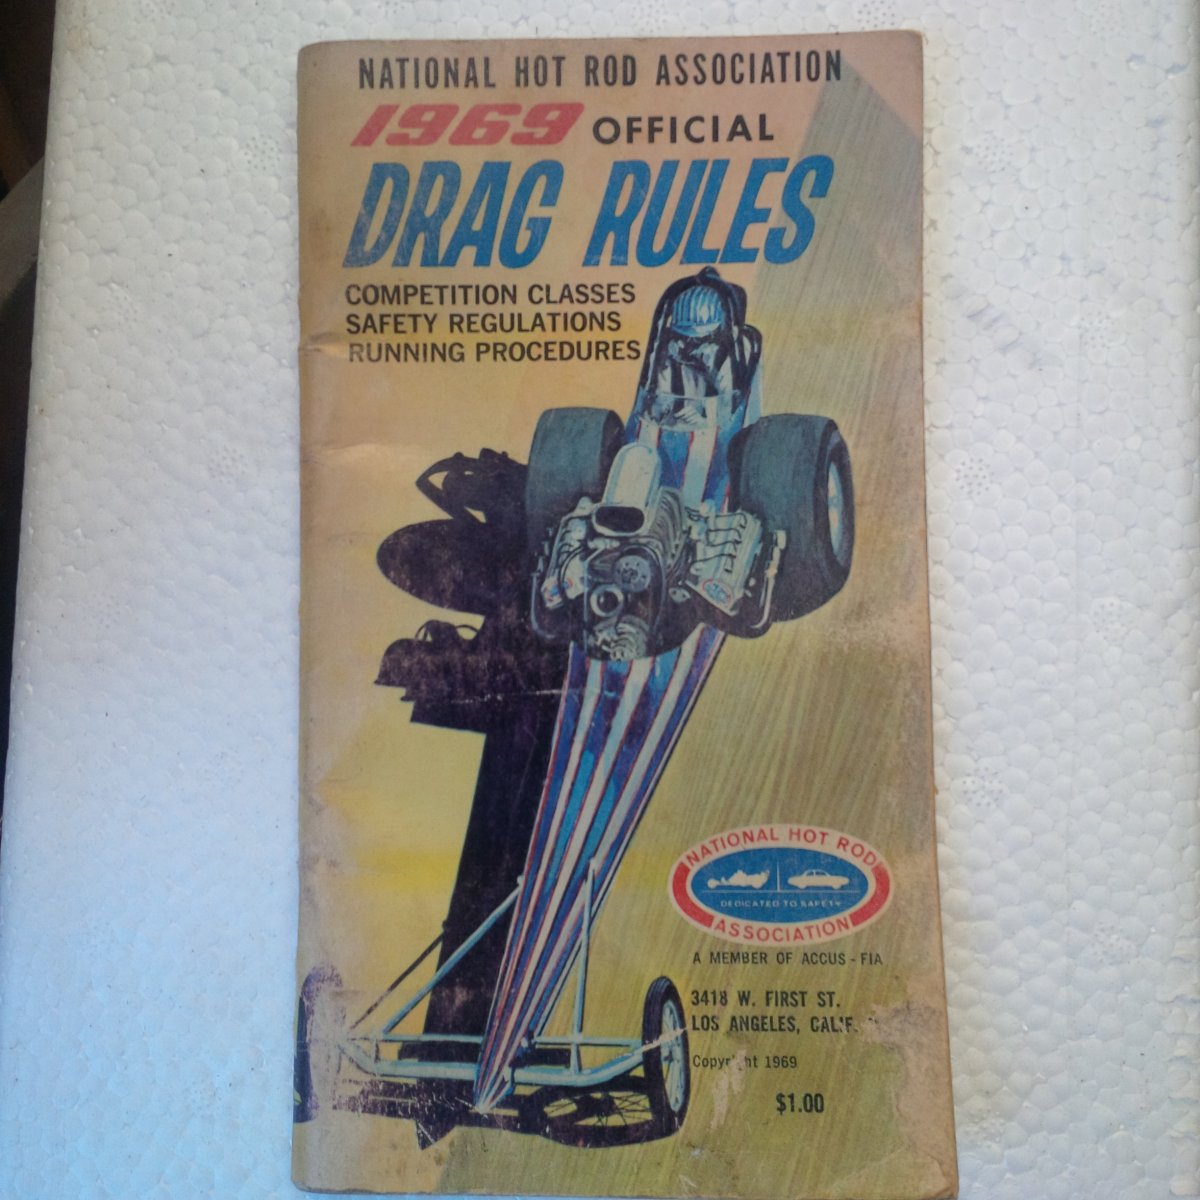 NATIONAL HOT ROD ASSOCIATION
1969 OFFICIAL
DRAG RULES
COMPETITION CLASSES
SAFETY REGULATIONS
RUNNING PROCEDURES
NATIONAL HOT ROD
DEDICATED TO SAFETY
ASSOCIATION
A MEMBER OF ACCUS - FIA
3418 W. FIRST ST.
LOS ANGELES, CALIF.
Copyright 1969
$1.00